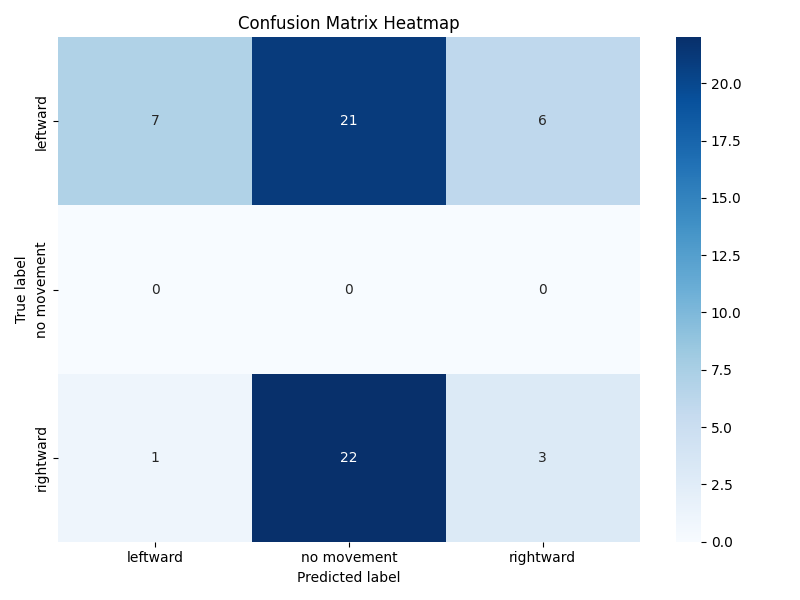 Confusion Matrix Heatmap
True label
leftward
7 21 6
no movement
0 0 0
rightward
1 22 3
leftward no movement rightward
Predicted label
20.0
17.5
15.0
12.5
10.0
7.5
5.0
2.5
0.0